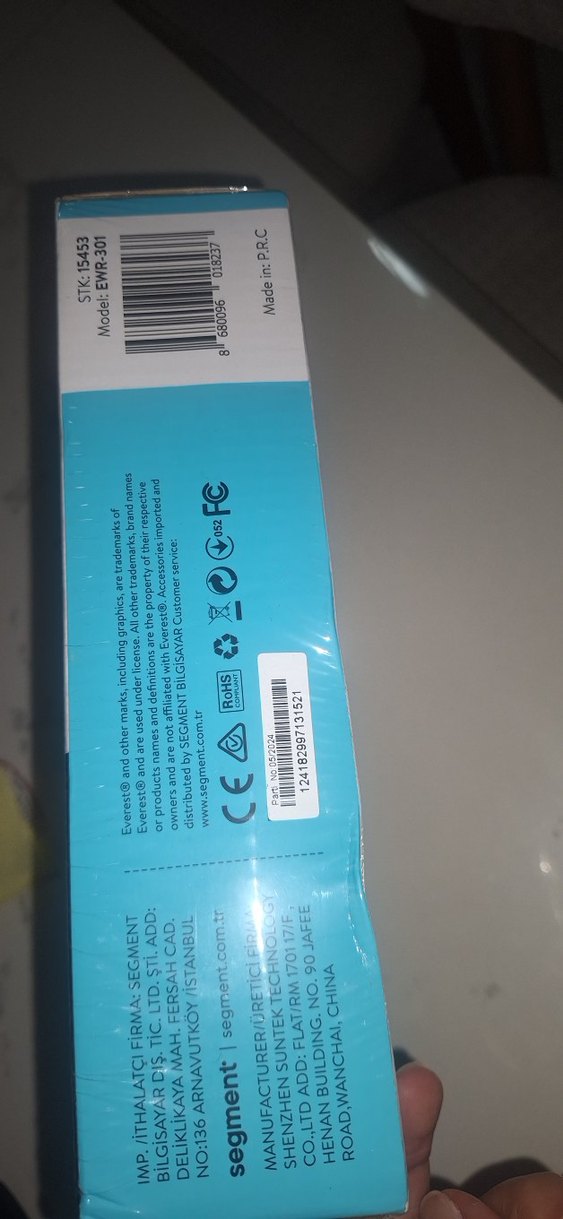 STK: 15453
Model: EWR-301
8 680096 018237
Made in: P.R.C
Everest® and other marks, including graphics, are trademarks of
Everest® and are used under license. All other trademarks, brand names
or products names and definitions are the property of their respective
owners and are not affiliated with Everest®. Accessories imported and
distributed by SEGMENT BİLGİSAYAR Customer service:
www.segment.com.tr
CE
RoHS
COMPLIANT
052
FC
Parti No 05/2024
124182997131521
IMP. /İTHALATÇI FİRMA: SEGMENT
BİLGİSAYAR DIŞ. TİC. LTD. ŞTİ. ADD:
DELİKLİKAYA MAH. FERSAH CAD.
NO:136 ARNAVUTKÖY /İSTANBUL
segment | segment.com.tr
MANUFACTURER/ÜRETİCİ FİRMA
SHENZHEN SUNTEK TECHNOLOGY
CO.,LTD ADD: FLAT/RM 1701 17/F.,
HENAN BUILDING. NO. 90 JAFEE
ROAD,WANCHAI, CHINA